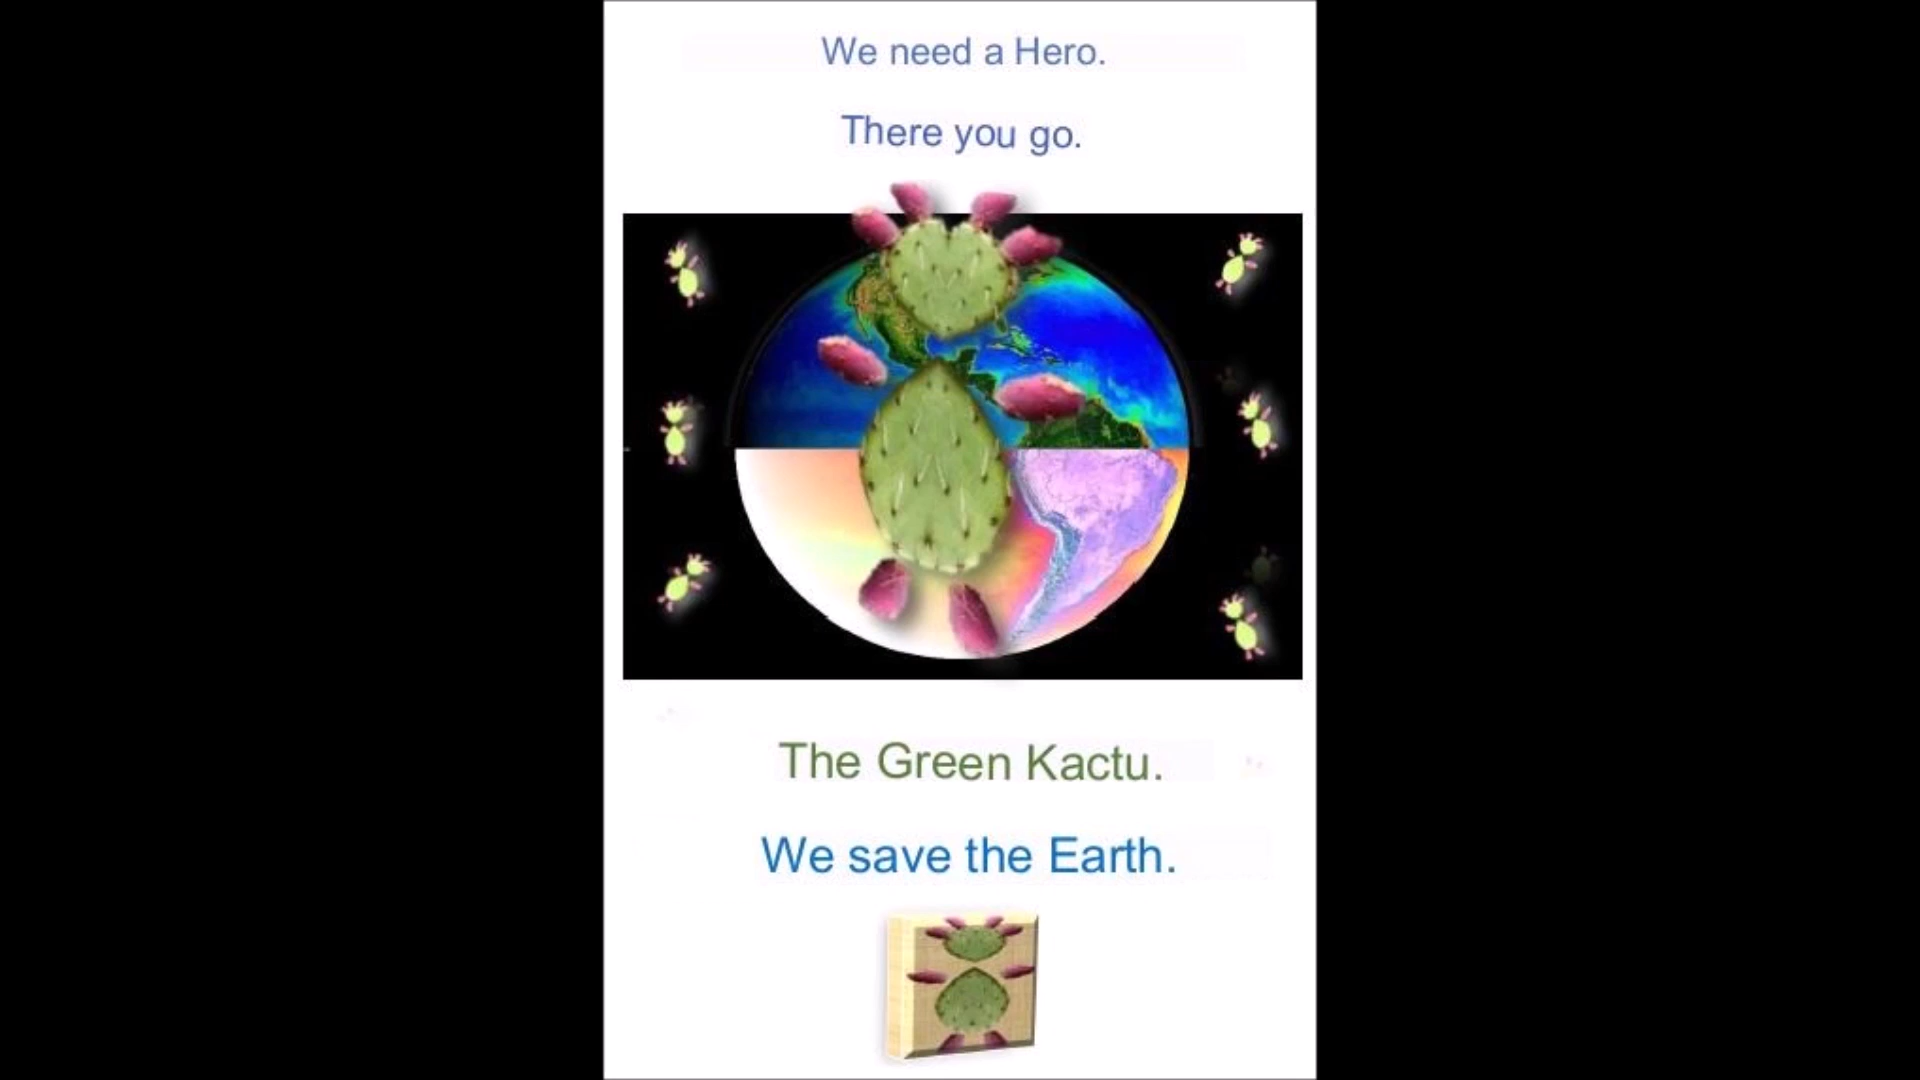 We need a Hero.
There you go.
The Green Kactu.
We save the Earth.